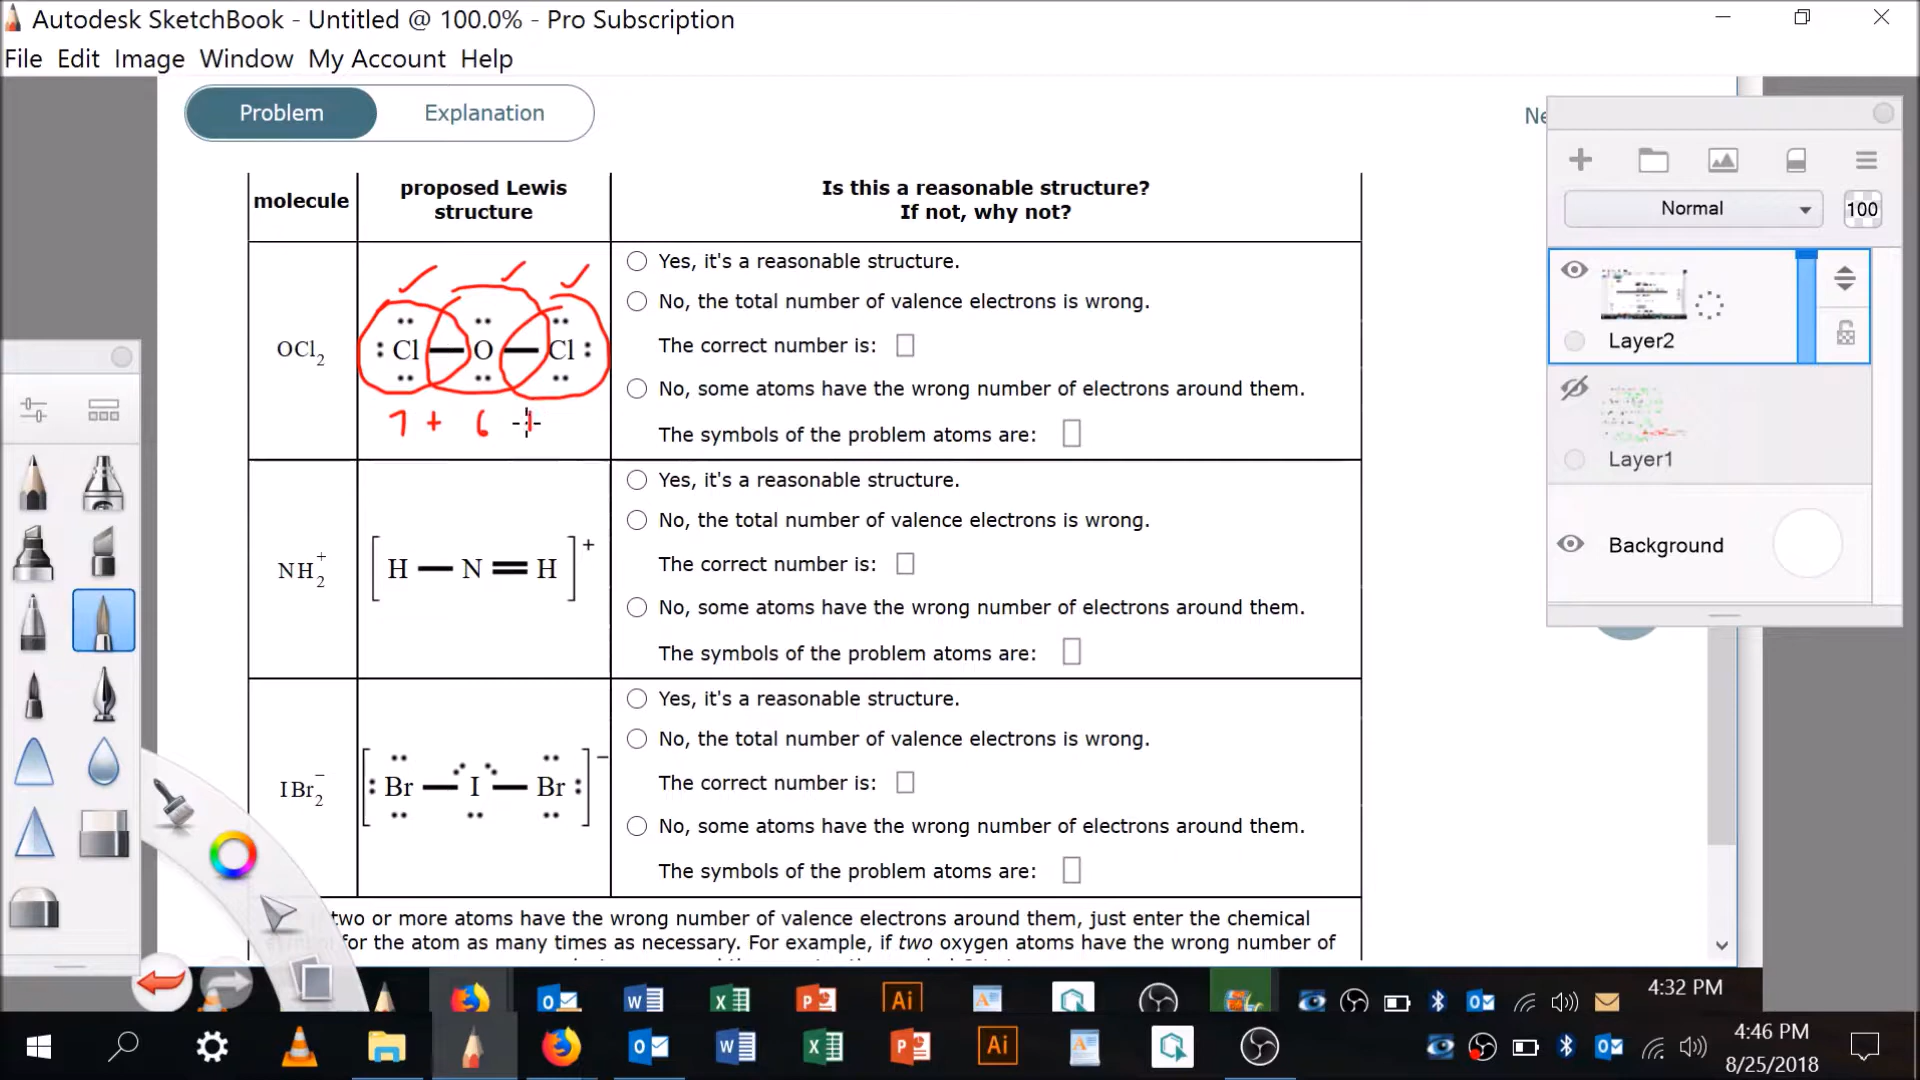 Autodesk SketchBook - Untitled @ 100.0% - Pro Subscription
File Edit Image Window My Account Help
Problem Explanation
Ne
molecule
proposed Lewis structure
Is this a reasonable structure?
If not, why not?
OCl2
: Cl — O — Cl :
7 + 6 +
Yes, it's a reasonable structure.
No, the total number of valence electrons is wrong.
The correct number is:
No, some atoms have the wrong number of electrons around them.
The symbols of the problem atoms are:
NH2+
[H — N = H]+
Yes, it's a reasonable structure.
No, the total number of valence electrons is wrong.
The correct number is:
No, some atoms have the wrong number of electrons around them.
The symbols of the problem atoms are:
IBr2−
[: Br — I — Br :]−
Yes, it's a reasonable structure.
No, the total number of valence electrons is wrong.
The correct number is:
No, some atoms have the wrong number of electrons around them.
The symbols of the problem atoms are:
two or more atoms have the wrong number of valence electrons around them, just enter the chemical
for the atom as many times as necessary. For example, if two oxygen atoms have the wrong number of
Normal 100
Layer2
Layer1
Background
4:32 PM
4:46 PM
8/25/2018